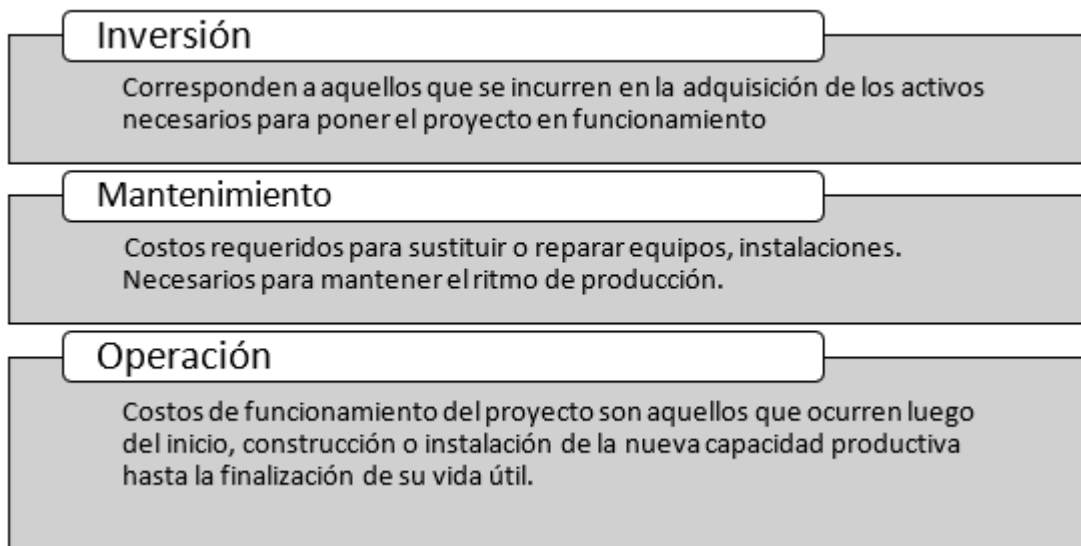 Inversión
Corresponden a aquellos que se incurren en la adquisición de los activos
necesarios para poner el proyecto en funcionamiento
Mantenimiento
Costos requeridos para sustituir o reparar equipos, instalaciones.
Necesarios para mantener el ritmo de producción.
Operación
Costos de funcionamiento del proyecto son aquellos que ocurren luego
del inicio, construcción o instalación de la nueva capacidad productiva
hasta la finalización de su vida útil.